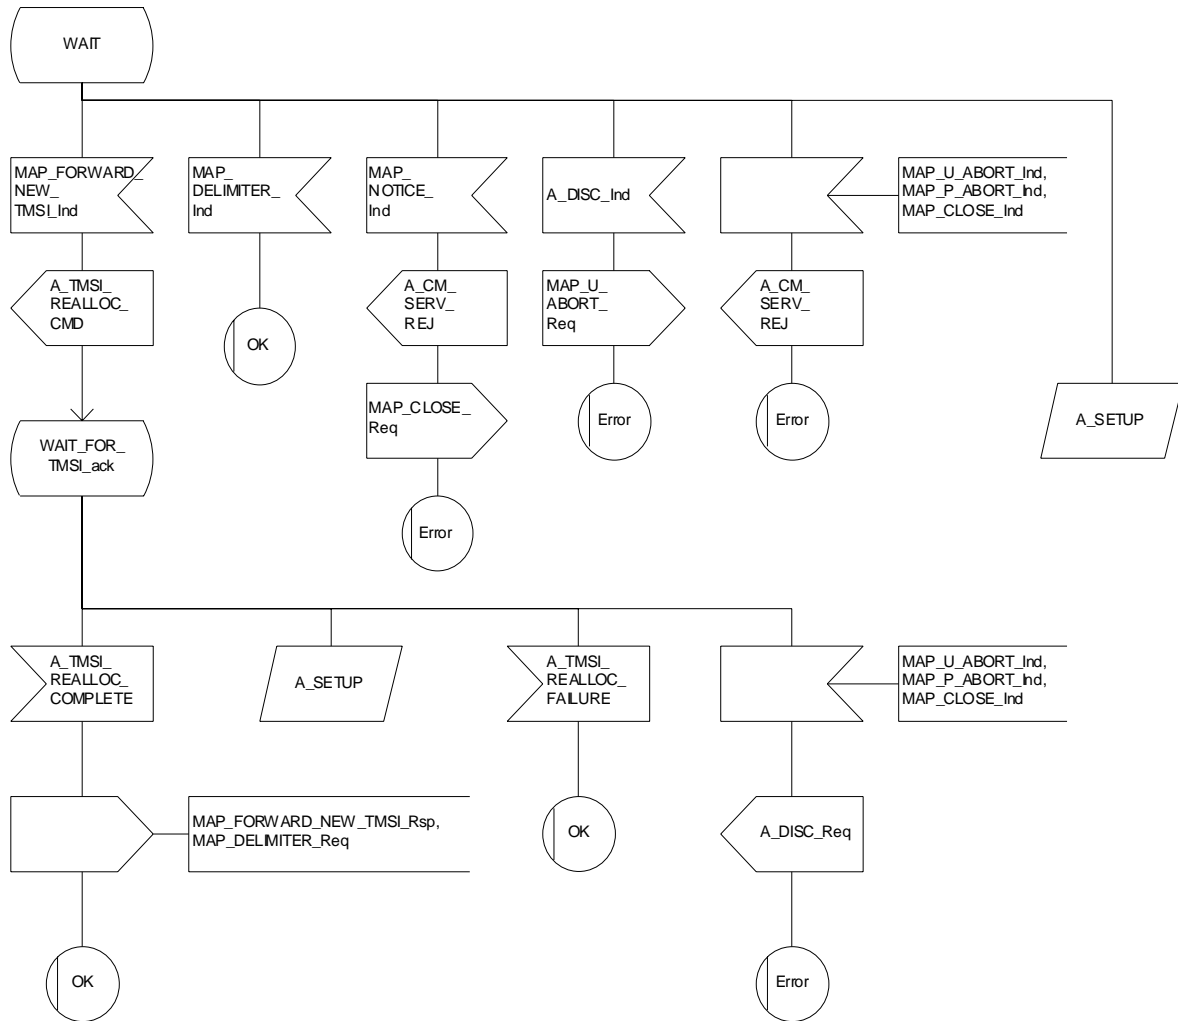 WAIT
MAP_FORWARD_
NEW_
TMSI_Ind
MAP_
DELIMITER_
Ind
MAP_
NOTICE_
Ind
A_DISC_Ind
MAP_U_ABORT_Ind,
MAP_P_ABORT_Ind,
MAP_CLOSE_Ind
A_TMSI_
REALLOC_
CMD
OK
A_CM_
SERV_
REJ
MAP_U_
ABORT_
Req
A_CM_
SERV_
REJ
MAP_CLOSE_
Req
Error
Error
A_SETUP
WAIT_FOR_
TMSI_ack
Error
A_TMSI_
REALLOC_
COMPLETE
A_SETUP
A_TMSI_
REALLOC_
FAILURE
MAP_U_ABORT_Ind,
MAP_P_ABORT_Ind,
MAP_CLOSE_Ind
MAP_FORWARD_NEW_TMSI_Rsp,
MAP_DELIMITER_Req
OK
A_DISC_Req
OK
Error